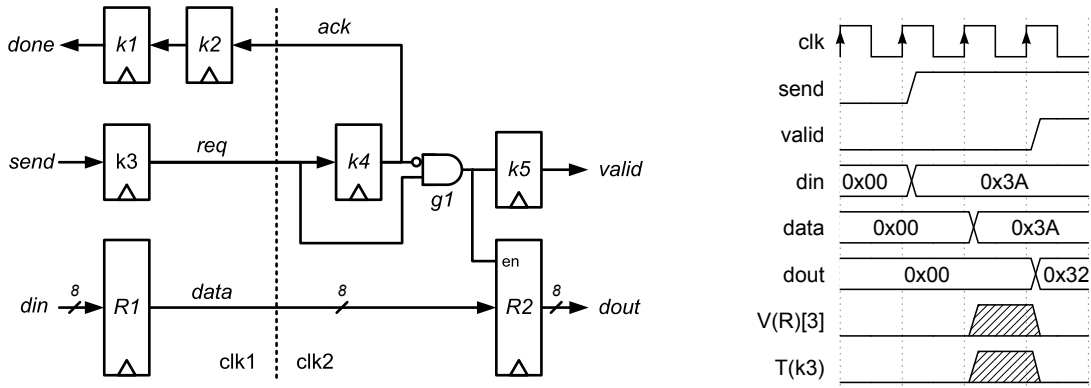 done
k1
k2
ack
send
k3
req
k4
g1
k5
valid
en
din
8
R1
data
8
R2
8
dout
clk1
clk2
clk
send
valid
din
0x00
0x3A
data
0x00
0x3A
dout
0x00
0x32
V(R)[3]
T(k3)